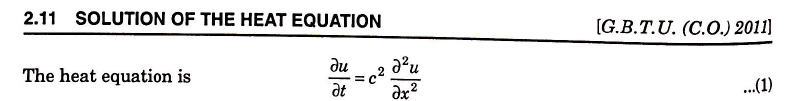 2.11 SOLUTION OF THE HEAT EQUATION [G.B.T.U. (C.O.) 2011]
The heat equation is ∂u/∂t = c² ∂²u/∂x² ...(1)